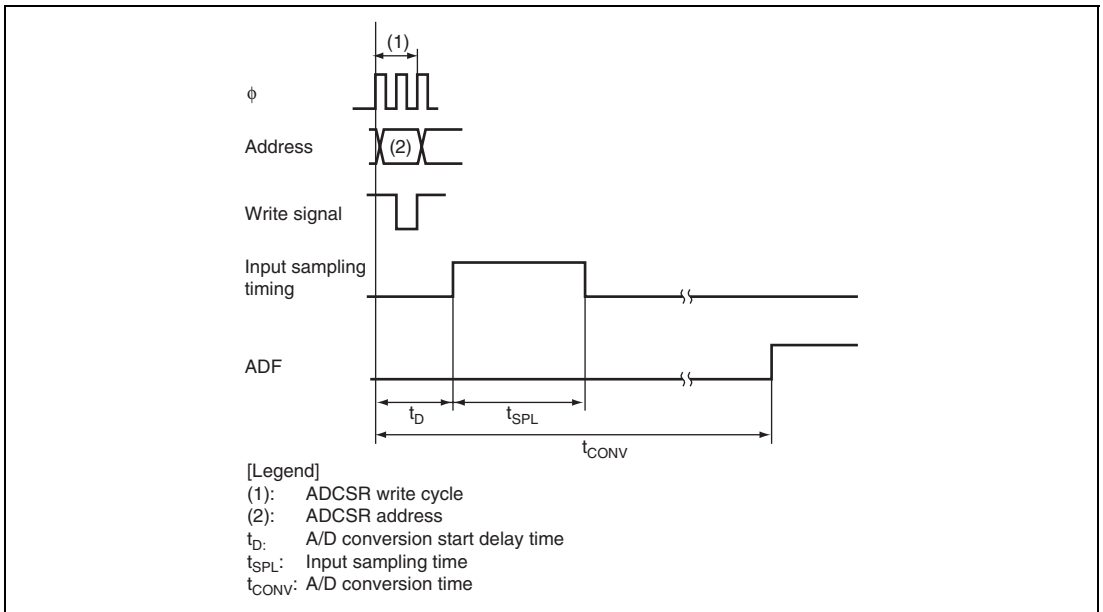 (1)
ϕ
Address
(2)
Write signal
Input sampling
timing
ADF
tD
tSPL
tCONV
[Legend]
(1): ADCSR write cycle
(2): ADCSR address
tD: A/D conversion start delay time
tSPL: Input sampling time
tCONV: A/D conversion time